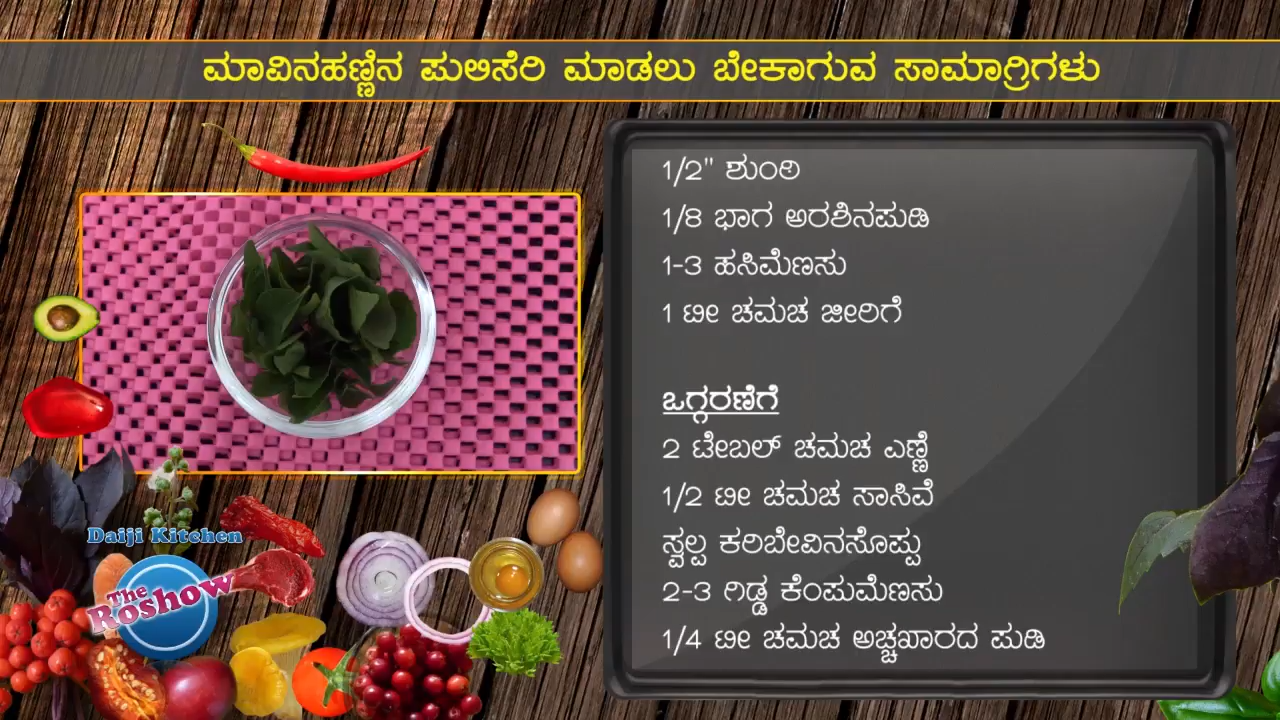 ಮಾವಿನಹಣ್ಣಿನ ಪುಲಿಸೆರಿ ಮಾಡಲು ಬೇಕಾಗುವ ಸಾಮಾಗ್ರಿಗಳು
1/2" ಶುಂಠಿ
1/8 ಭಾಗ ಅರಶಿನಪುಡಿ
1-3 ಹಸಿಮೆಣಸು
1 ಟೀ ಚಮಚ ಜೀರಿಗೆ
ಒಗ್ಗರಣೆಗೆ
2 ಟೇಬಲ್ ಚಮಚ ಎಣ್ಣೆ
1/2 ಟೀ ಚಮಚ ಸಾಸಿವೆ
ಸ್ವಲ್ಪ ಕರಿಬೇವಿನಸೊಪ್ಪು
2-3 ಗಿಡ್ಡ ಕೆಂಪುಮೆಣಸು
1/4 ಟೀ ಚಮಚ ಅಚ್ಚಖಾರದ ಪುಡಿ
Daiji Kitchen
The
Roshow